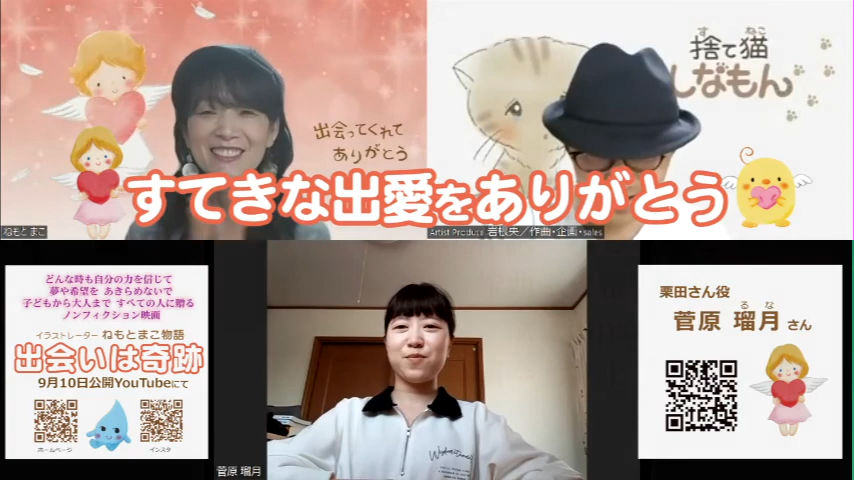 出会ってくれて
ありがとう
捨て猫
すねこ
しなもん
すてきな出愛をありがとう
ねもと まこ
岩根央／作曲・企画・sales
どんな時も自分の力を信じて
夢や希望を あきらめないで
子どもから大人まで すべての人に贈る
ノンフィクション映画
イラストレーター ねもとまこ物語
出会いは奇跡
9月10日公開YouTubeにて
ホームページ
インスタ
菅原 瑠月
栗田さん役
るな
菅原 瑠月 さん